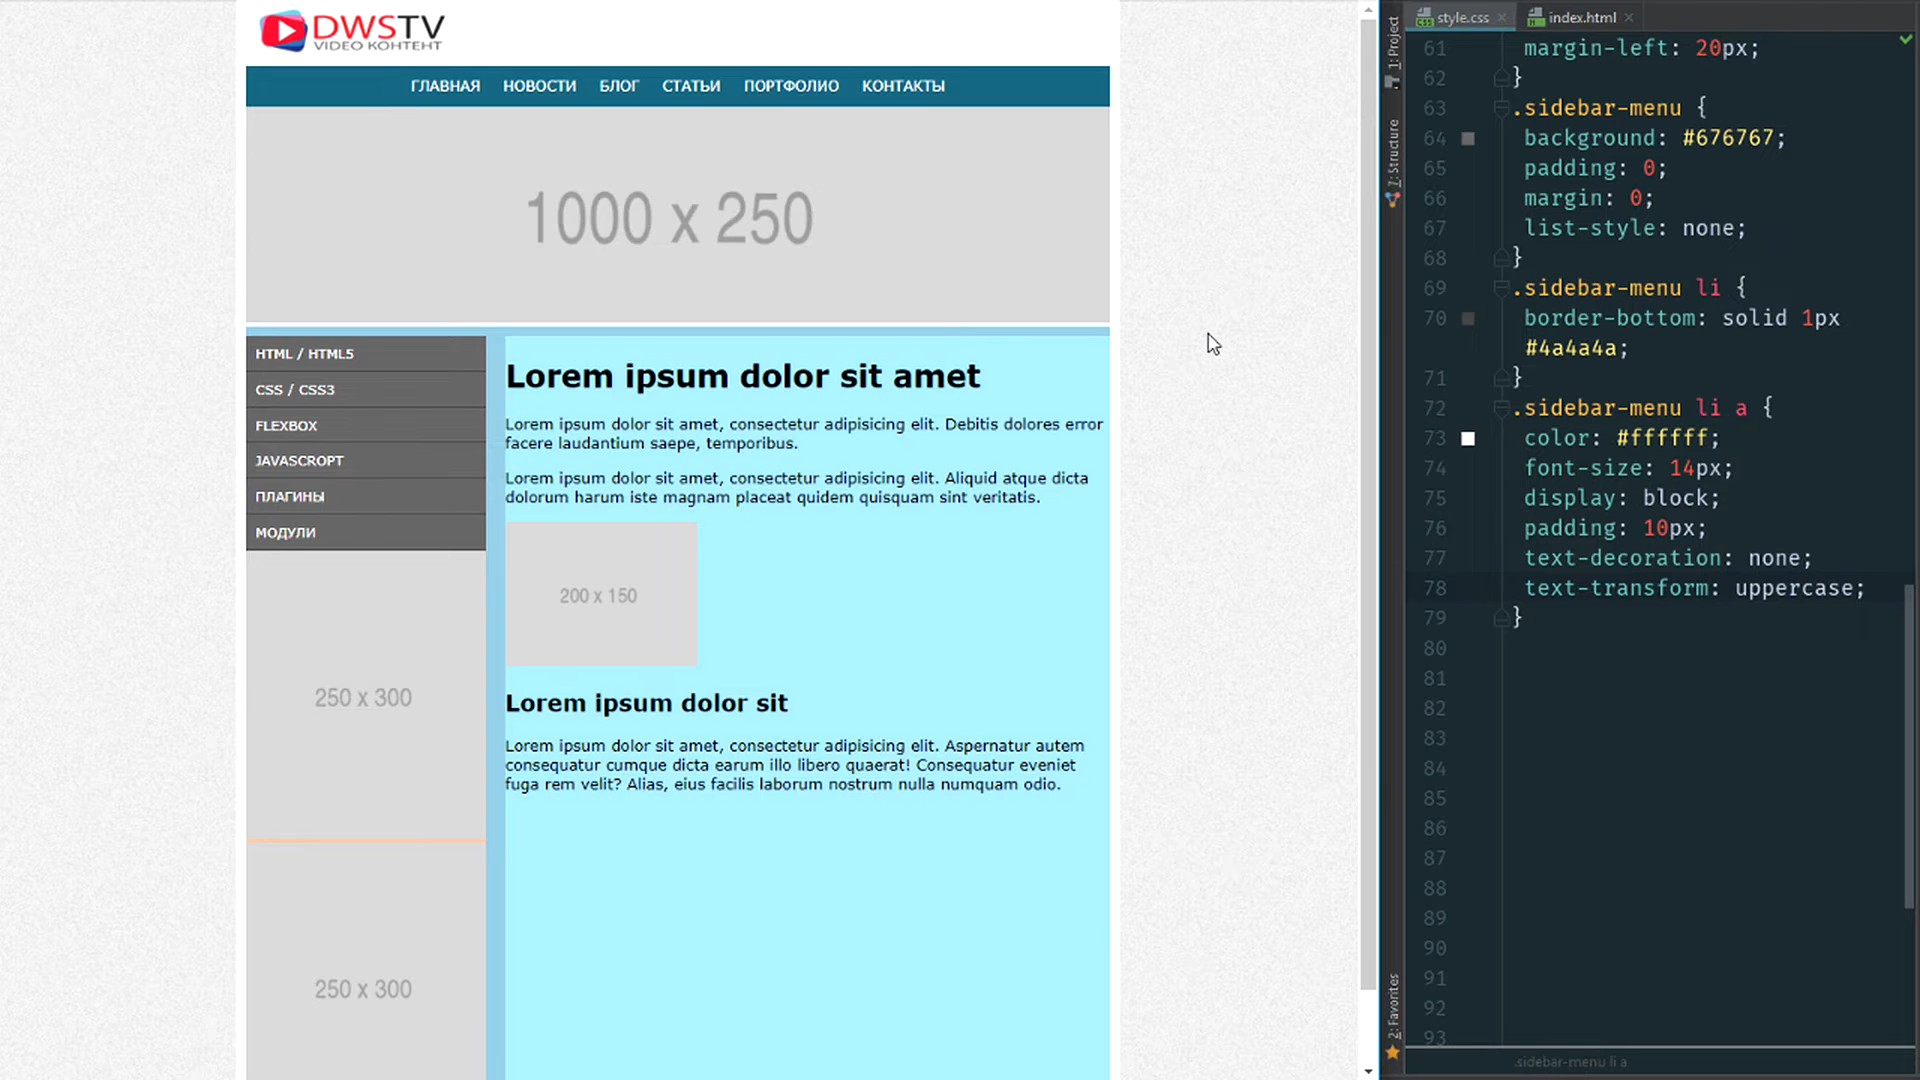 DWSTV
VIDEO КОНТЕНТ
ГЛАВНАЯ НОВОСТИ БЛОГ СТАТЬИ ПОРТФОЛИО КОНТАКТЫ
1000 x 250
HTML / HTML5
CSS / CSS3
FLEXBOX
JAVASCROPT
ПЛАГИНЫ
МОДУЛИ
250 x 300
250 x 300
Lorem ipsum dolor sit amet
Lorem ipsum dolor sit amet, consectetur adipisicing elit. Debitis dolores error
facere laudantium saepe, temporibus.
Lorem ipsum dolor sit amet, consectetur adipisicing elit. Aliquid atque dicta
dolorum harum iste magnam placeat quidem quisquam sint veritatis.
200 x 150
Lorem ipsum dolor sit
Lorem ipsum dolor sit amet, consectetur adipisicing elit. Aspernatur autem
consequatur cumque dicta earum illo libero quaerat! Consequatur eveniet
fuga rem velit? Alias, eius facilis laborum nostrum nulla numquam odio.
1: Project
7: Structure
2: Favorites
style.css index.html
61 margin-left: 20px;
62 }
63 .sidebar-menu {
64 background: #676767;
65 padding: 0;
66 margin: 0;
67 list-style: none;
68 }
69 .sidebar-menu li {
70 border-bottom: solid 1px
#4a4a4a;
71 }
72 .sidebar-menu li a {
73 color: #ffffff;
74 font-size: 14px;
75 display: block;
76 padding: 10px;
77 text-decoration: none;
78 text-transform: uppercase;
79 }
80
81
82
83
84
85
86
87
88
89
90
91
92
93
.sidebar-menu li a